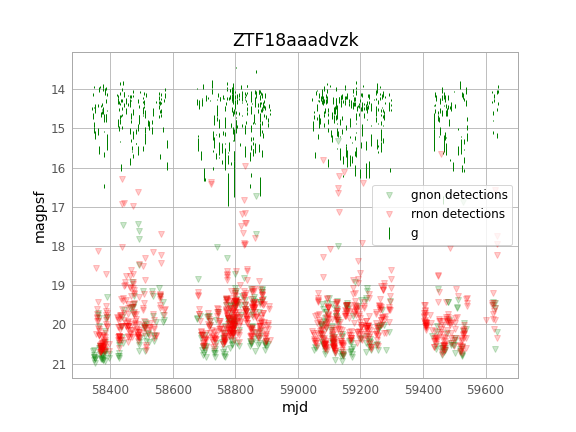 ZTF18aaadvzk
14
15
16
17
18
19
20
21
magpsf
gnon detections
rnon detections
g
58400
58600
58800
59000
59200
59400
59600
mjd